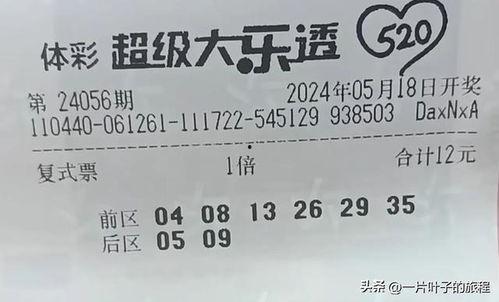 体彩 超级大乐透 520
第 24056期 2024年05月18日开奖
110440-061261-111722-545129 938503 DaxNxA
复式票 1倍 合计12元
前区 04 08 13 26 29 35
后区 05 09
头条 @一片叶子的旅程